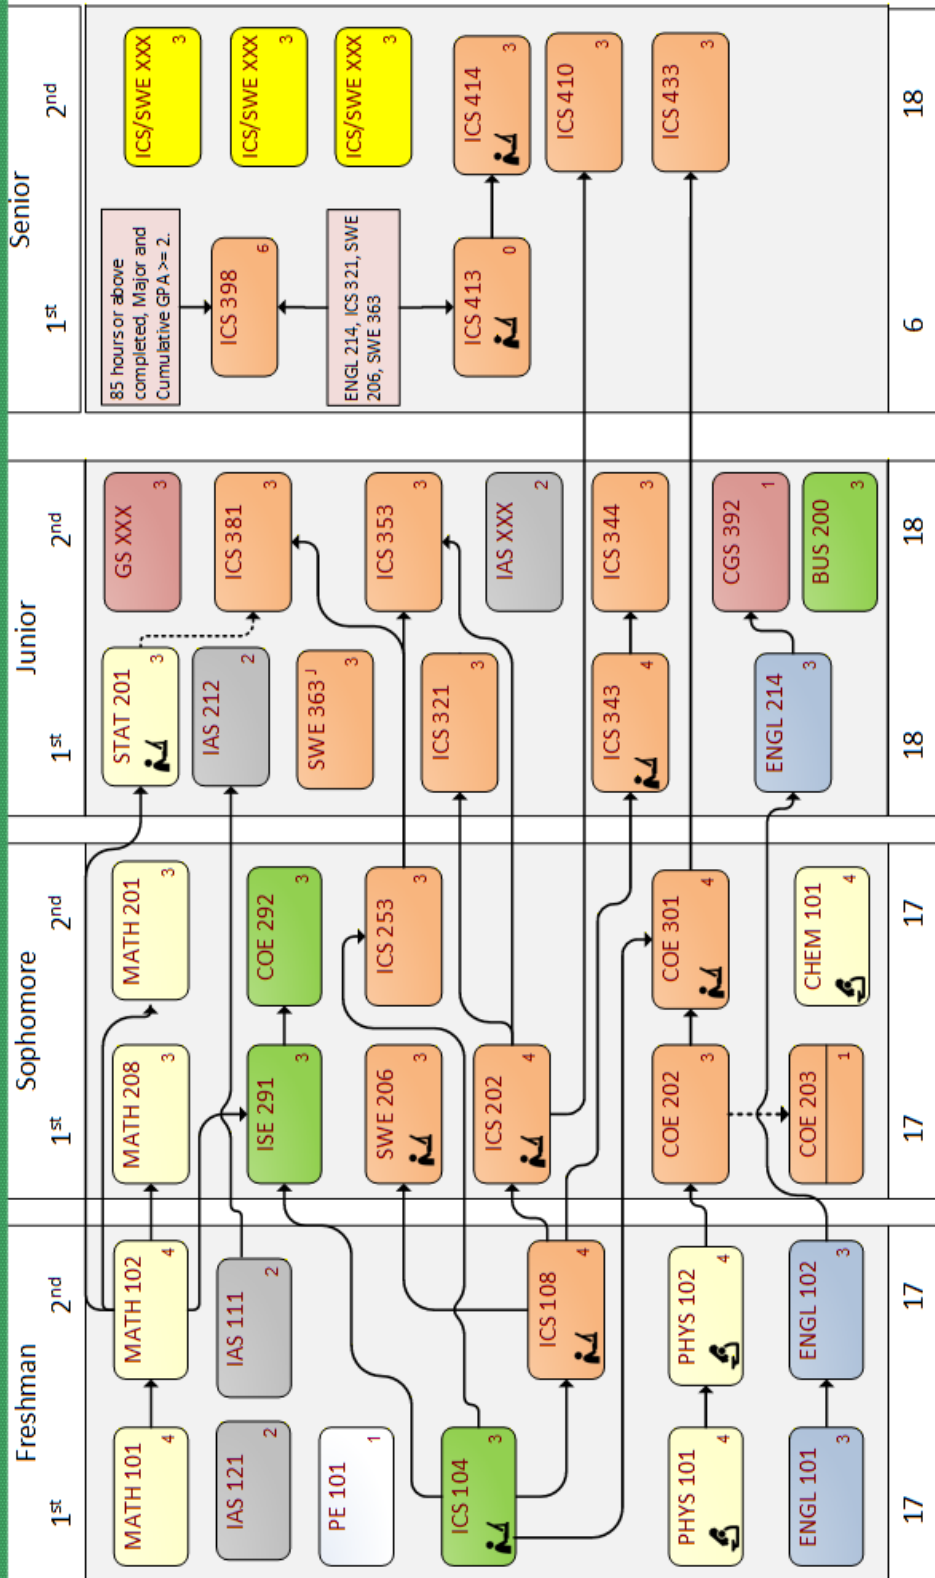 Freshman
Sophomore
Junior
Senior
1st
2nd
1st
2nd
1st
2nd
1st
2nd
MATH 101
4
IAS 121
2
PE 101
1
ICS 104
3
PHYS 101
4
ENGL 101
3
17
MATH 102
4
IAS 111
2
ICS 108
4
PHYS 102
4
ENGL 102
3
17
MATH 208
3
ISE 291
3
SWE 206
3
ICS 202
4
COE 202
3
COE 203
1
17
MATH 201
3
COE 292
3
ICS 253
3
COE 301
4
CHEM 101
4
17
STAT 201
3
IAS 212
2
SWE 363 J
3
ICS 321
3
ICS 343
4
ENGL 214
3
18
GS XXX
3
ICS 381
3
ICS 353
3
IAS XXX
2
ICS 344
3
CGS 392
1
BUS 200
3
18
85 hours or above
completed, Major and
Cumulative GPA >= 2.
ICS 398
6
ENGL 214, ICS 321, SWE
206, SWE 363
ICS 413
0
6
ICS/SWE XXX
3
ICS/SWE XXX
3
ICS/SWE XXX
3
ICS 414
3
ICS 410
3
ICS 433
3
18